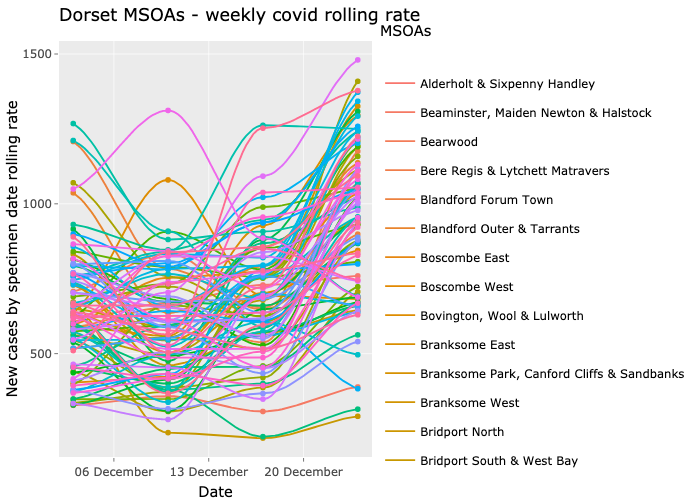 Dorset MSOAs - weekly covid rolling rate
MSOAs
New cases by specimen date rolling rate
1500
1000
500
06 December
13 December
20 December
Date
Alderholt & Sixpenny Handley
Beaminster, Maiden Newton & Halstock
Bearwood
Bere Regis & Lytchett Matravers
Blandford Forum Town
Blandford Outer & Tarrants
Boscombe East
Boscombe West
Bovington, Wool & Lulworth
Branksome East
Branksome Park, Canford Cliffs & Sandbanks
Branksome West
Bridport North
Bridport South & West Bay